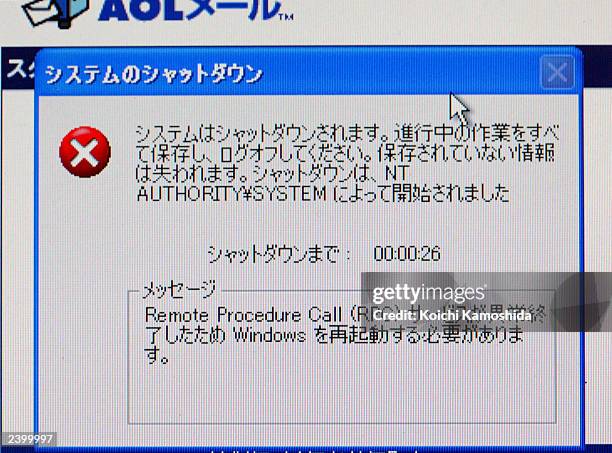 AOLメール™
システムのシャットダウン
システムはシャットダウンされます。進行中の作業をすべ
て保存し、ログオフしてください。保存されていない情報
は失われます。シャットダウンは、NT
AUTHORITY¥SYSTEM によって開始されました
シャットダウンまで： 00:00:26
メッセージ
Remote Procedure Call (RPC)
了したため Windows を再起動する必要がありま
す。
gettyimages
Credit: Koichi Kamoshida
2399997